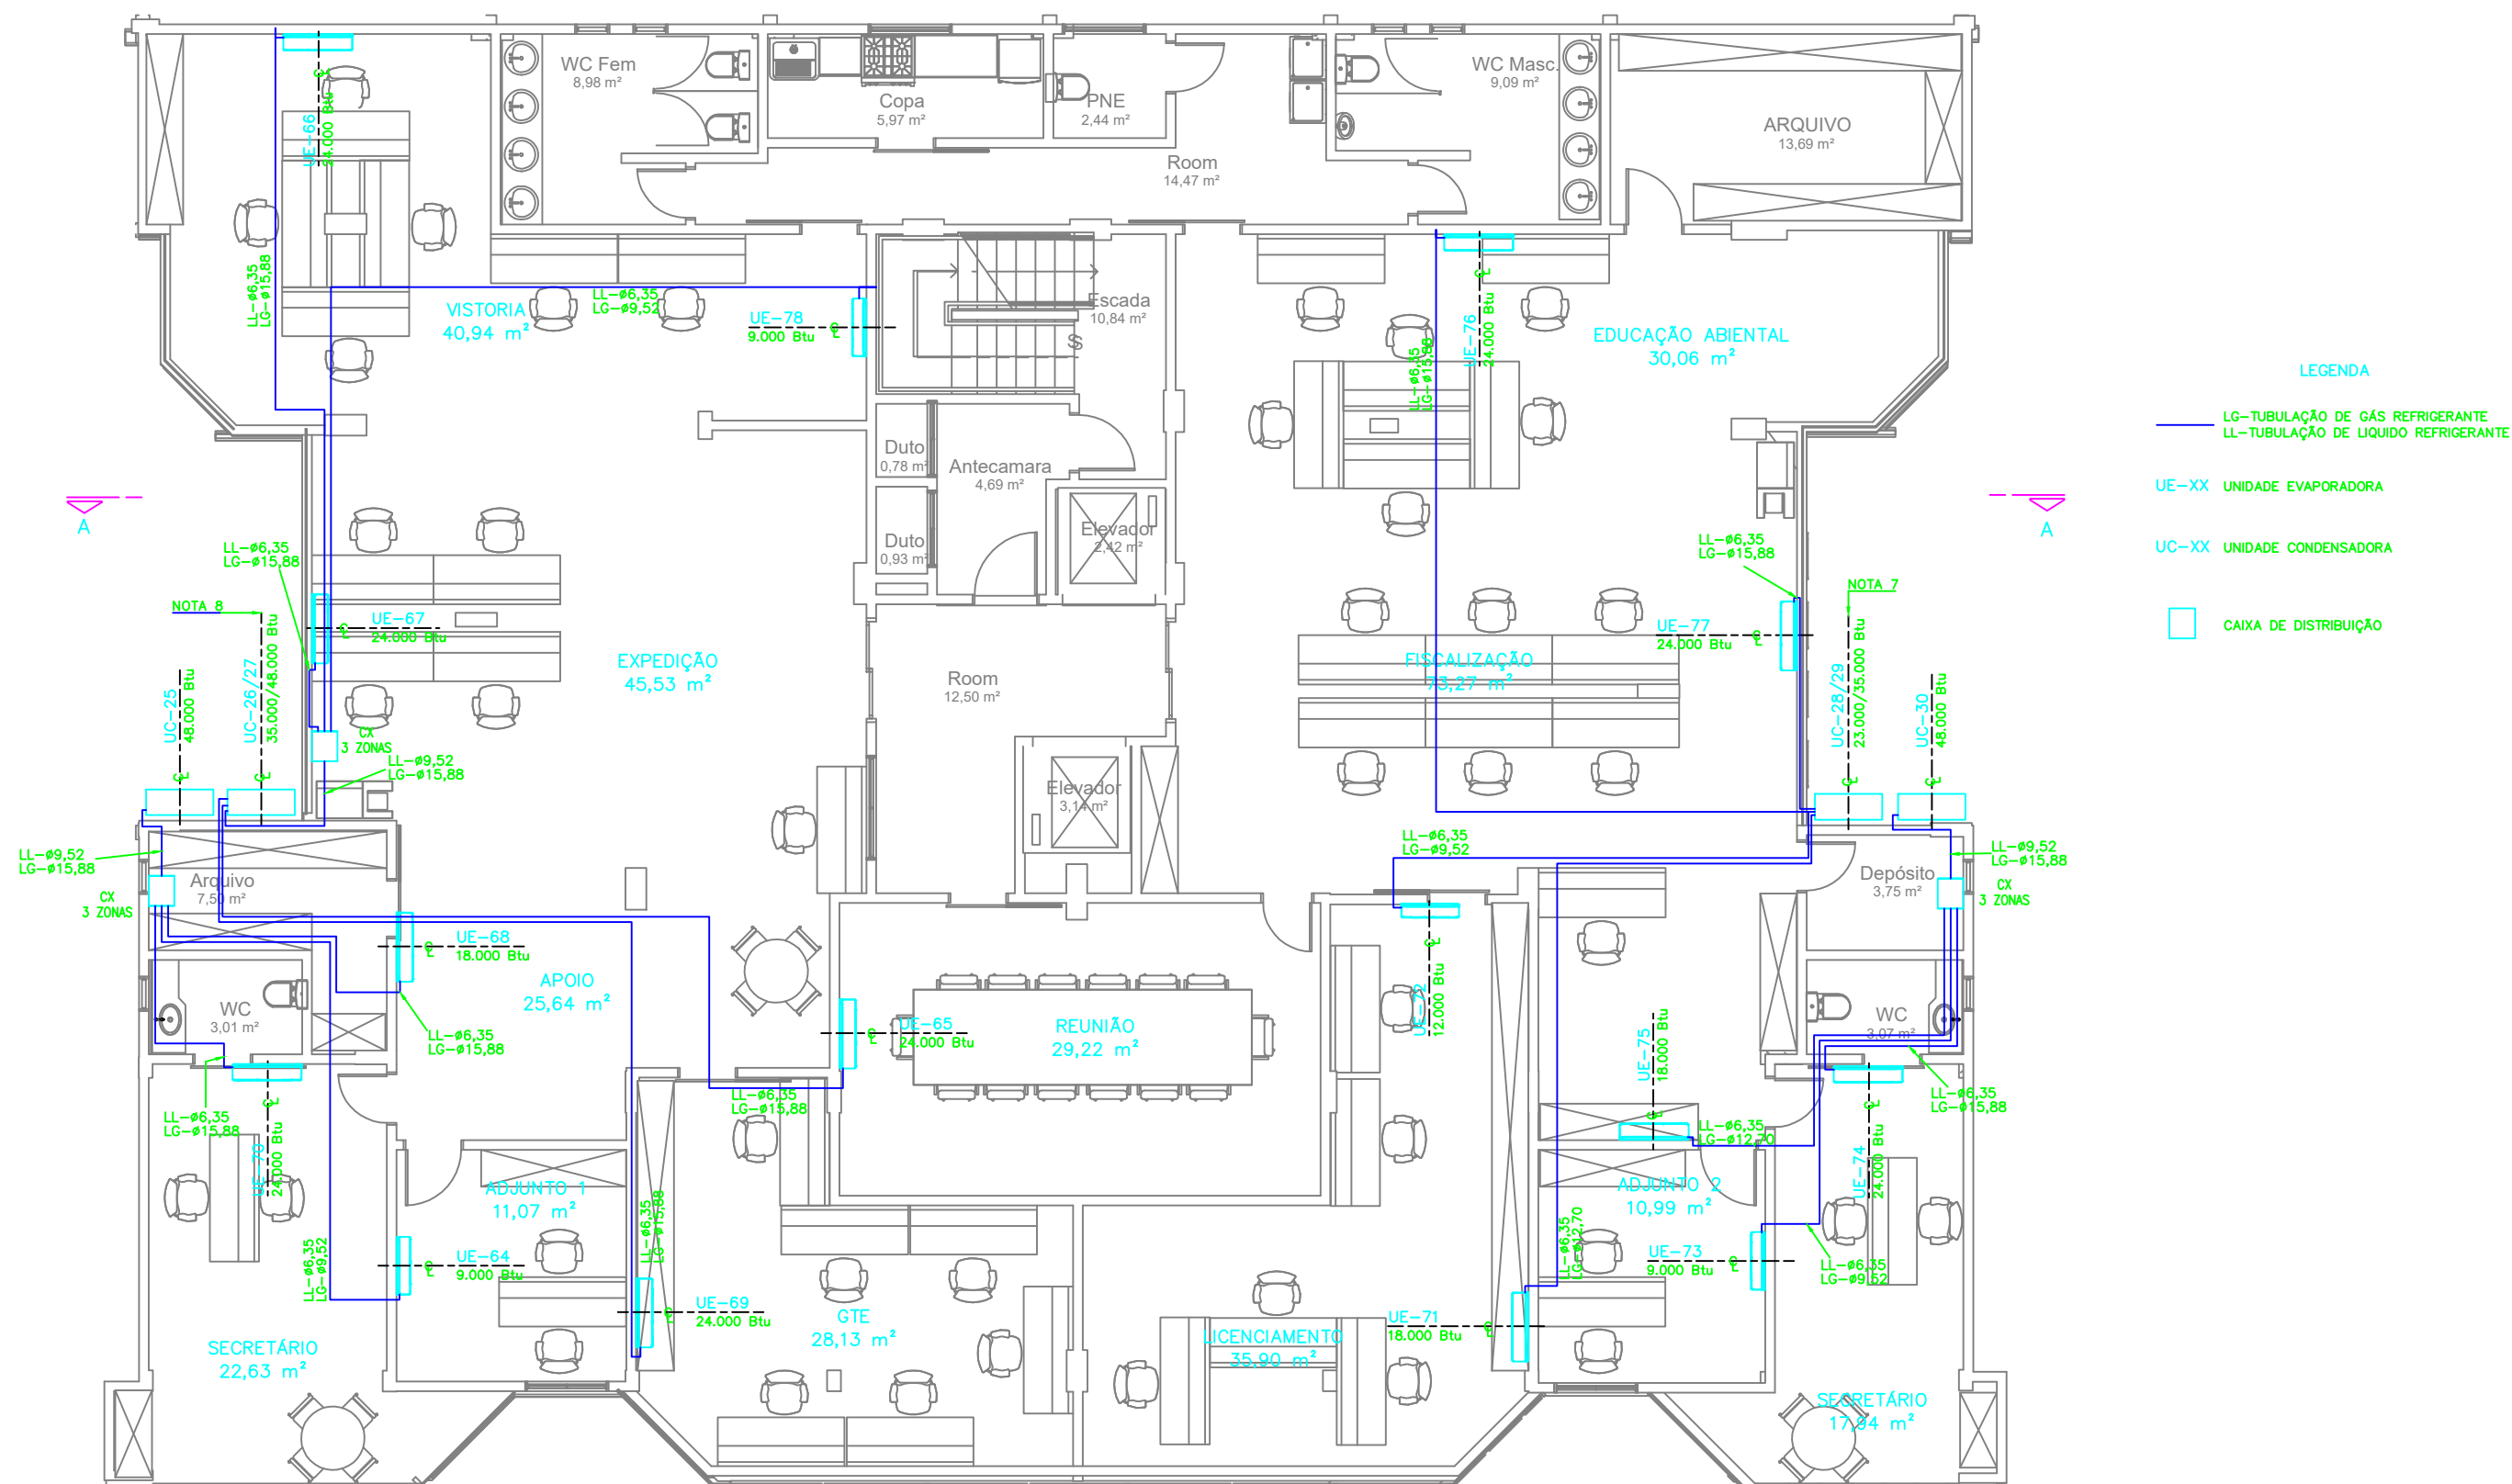 WC Fem
8,98 m²
Copa
5,97 m²
PNE
2,44 m²
WC Masc.
9,09 m²
ARQUIVO
13,69 m²
Room
14,47 m²
UE-66
24.000 Btu
LL-ø6,35
LG-ø15,88
VISTORIA
40,94 m²
LL-ø6,35
LG-ø9,52
UE-78
9.000 Btu
Escada
10,84 m²
S
UE-76
24.000 Btu
LL-ø6,35
LG-ø15,88
EDUCAÇÃO ABIENTAL
30,06 m²
LEGENDA
LG-TUBULAÇÃO DE GÁS REFRIGERANTE
LL-TUBULAÇÃO DE LIQUIDO REFRIGERANTE
UE-XX UNIDADE EVAPORADORA
UC-XX UNIDADE CONDENSADORA
CAIXA DE DISTRIBUIÇÃO
A
A
Duto
0,78 m²
Antecamara
4,69 m²
Duto
0,93 m²
Elevador
2,42 m²
LL-ø6,35
LG-ø15,88
LL-ø6,35
LG-ø15,88
NOTA 8
NOTA 7
UE-67
24.000 Btu
UE-77
24.000 Btu
EXPEDIÇÃO
45,53 m²
Room
12,50 m²
FISCALIZAÇÃO
73,27 m²
UC-25
48.000 Btu
UC-26/27
35.000/48.000 Btu
UC-28/29
23.000/35.000 Btu
UC-30
48.000 Btu
CX
3 ZONAS
LL-ø9,52
LG-ø15,88
Elevador
3,14 m²
LL-ø9,52
LG-ø15,88
CX
3 ZONAS
Arquivo
7,50 m²
LL-ø6,35
LG-ø9,52
LL-ø9,52
LG-ø15,88
CX
3 ZONAS
Depósito
3,75 m²
UE-68
18.000 Btu
APOIO
25,64 m²
WC
3,01 m²
LL-ø6,35
LG-ø15,88
UE-65
24.000 Btu
REUNIÃO
29,22 m²
UE-72
12.000 Btu
UE-75
18.000 Btu
WC
3,07 m²
LL-ø6,35
LG-ø15,88
UE-70
24.000 Btu
LL-ø6,35
LG-ø15,88
LL-ø6,35
LG-ø12,70
LL-ø6,35
LG-ø15,88
UE-74
24.000 Btu
ADJUNTO 1
11,07 m²
ADJUNTO 2
10,99 m²
LL-ø6,35
LG-ø9,52
UE-64
9.000 Btu
LL-ø6,35
LG-ø15,88
LL-ø6,35
LG-ø12,70
UE-73
9.000 Btu
LL-ø6,35
LG-ø9,52
UE-69
24.000 Btu
GTE
28,13 m²
UE-71
18.000 Btu
LICENCIAMENTO
35,90 m²
SECRETÁRIO
22,63 m²
SECRETÁRIO
17,94 m²